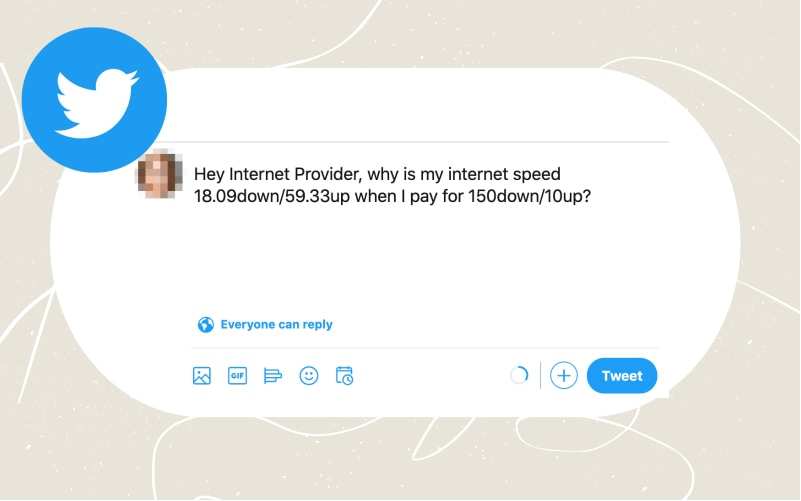 Hey Internet Provider, why is my internet speed
18.09down/59.33up when I pay for 150down/10up?
Everyone can reply
GIF
Tweet